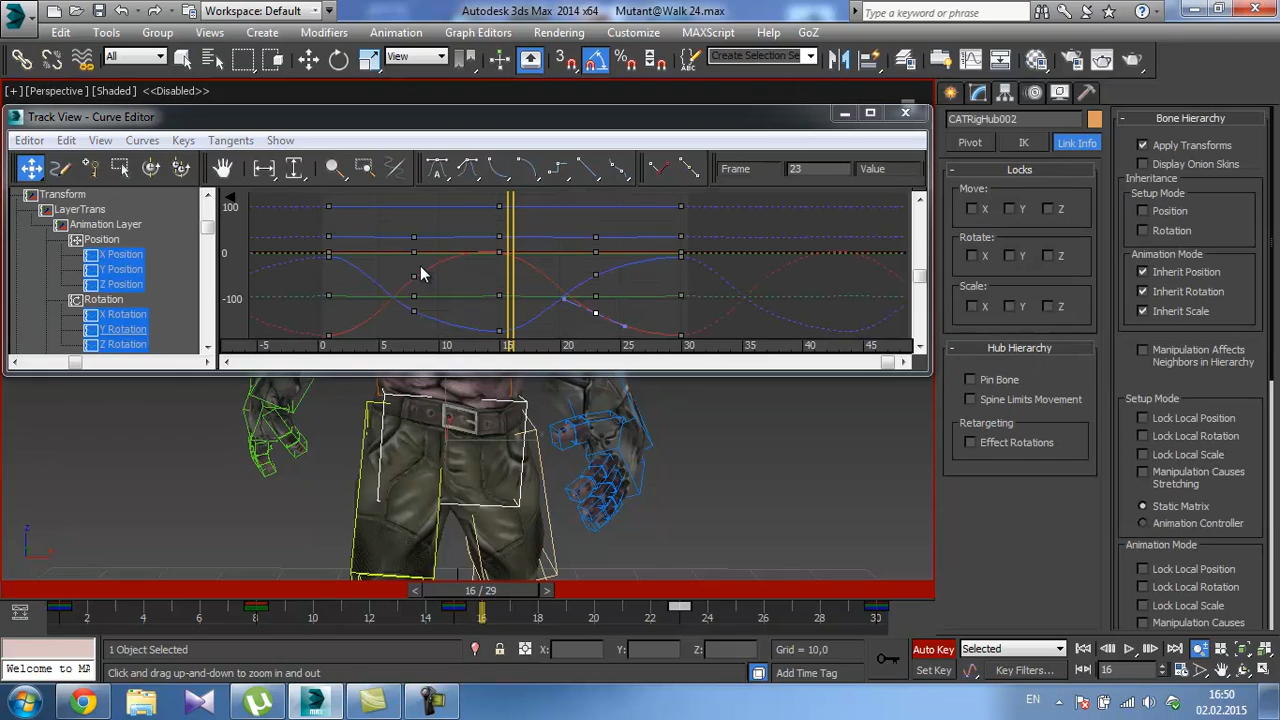 Workspace: Default
Autodesk 3ds Max 2014 x64
Mutant@Walk 24.max
Type a keyword or phrase
Edit Tools Group Views Create Modifiers Animation Graph Editors Rendering Customize MAXScript Help GoZ
All
View
3
Create Selection Se
[+] [Perspective] [Shaded] <<Disabled>>
Track View - Curve Editor
Editor Edit View Curves Keys Tangents Show
Frame 23 Value
Transform
LayerTrans
Animation Layer
Position
X Position
Y Position
Z Position
Rotation
X Rotation
Y Rotation
Z Rotation
100
0
-100
-5 0 5 10 15 20 25 30 35 40 45
CATRigHub002
Pivot IK Link Info
- Locks
Move: X Y Z
Rotate: X Y Z
Scale: X Y Z
- Hub Hierarchy
Pin Bone
Spine Limits Movement
Retargeting
Effect Rotations
- Bone Hierarchy
Apply Transforms
Display Onion Skins
Inheritance
Setup Mode
Position
Rotation
Animation Mode
Inherit Position
Inherit Rotation
Inherit Scale
Manipulation Affects
Neighbors in Hierarchy
Setup Mode
Lock Local Position
Lock Local Rotation
Lock Local Scale
Manipulation Causes
Stretching
Static Matrix
Animation Controller
Animation Mode:
Lock Local Position
Lock Local Rotation
Lock Local Scale
Manipulation Causes
z
< 16 / 29 >
2 4 6 8 10 12 14 16 18 20 22 24 26 28 30
1 Object Selected
X: Y: Z:
Grid = 10,0
Auto Key
Selected
Welcome to MA
Click and drag up-and-down to zoom in and out
Add Time Tag
Set Key
Key Filters...
16
EN
16:50
02.02.2015